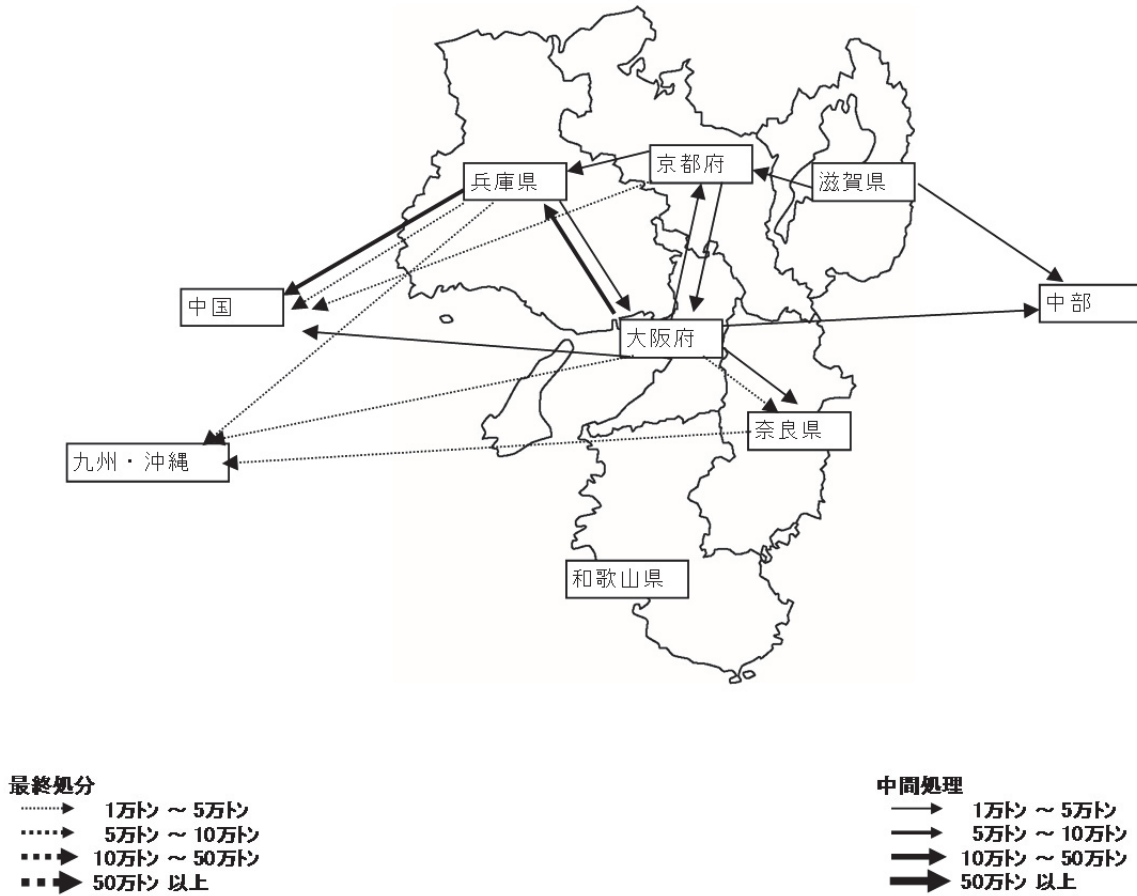 京都府
兵庫県
滋賀県
中国
中部
大阪府
奈良県
九州・沖縄
和歌山県
最終処分
1万トン ～ 5万トン
5万トン ～ 10万トン
10万トン ～ 50万トン
50万トン 以上
中間処理
1万トン ～ 5万トン
5万トン ～ 10万トン
10万トン ～ 50万トン
50万トン 以上